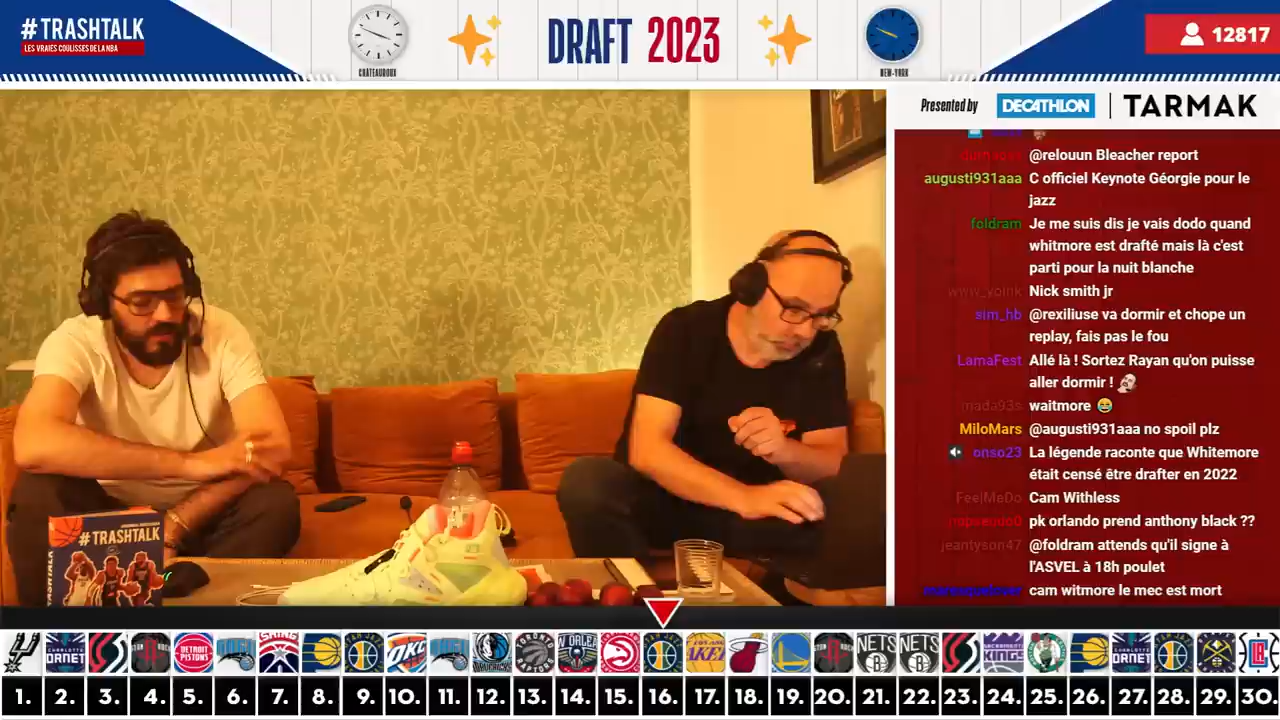 #TRASHTALK
LES VRAIES COULISSES DE LA NBA
CHÂTEAUROUX
DRAFT 2023
NEW-YORK
12817
Presented by DECATHLON | TARMAK
@relouun Bleacher report
augusti931aaa C officiel Keynote Géorgie pour le
jazz
foldram Je me suis dis je vais dodo quand
whitmore est drafté mais là c'est
parti pour la nuit blanche
www_yoink Nick smith jr
sim_hb @rexiliuse va dormir et chope un
replay, fais pas le fou
LamaFest Allé là ! Sortez Rayan qu'on puisse
aller dormir !
mada93s waitmore
MiloMars @augusti931aaa no spoil plz
onso23 La légende raconte que Whitemore
était censé être drafter en 2022
FeelMeDo Cam Withless
pk orlando prend anthony black ??
jeantyson47 @foldram attends qu'il signe à
l'ASVEL à 18h poulet
cam witmore le mec est mort
#TRASHTALK
1. 2. 3. 4. 5. 6. 7. 8. 9. 10. 11. 12. 13. 14. 15. 16. 17. 18. 19. 20. 21. 22. 23. 24. 25. 26. 27. 28. 29. 30.